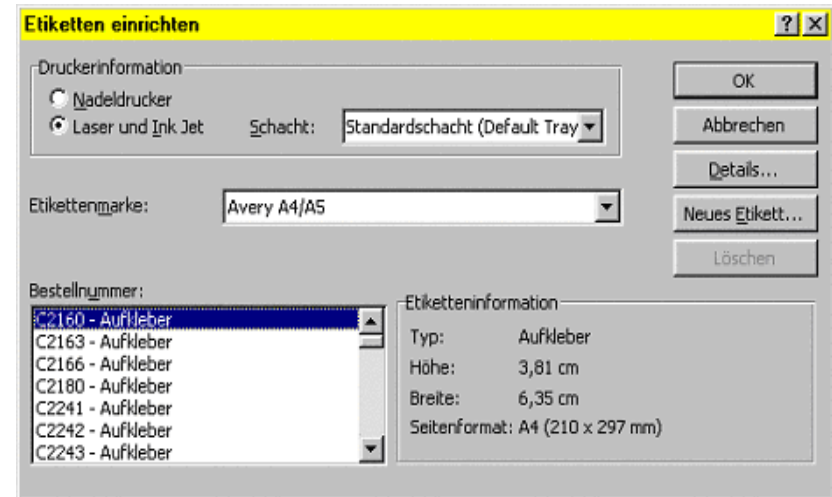 Etiketten einrichten
Druckerinformation
Nadeldrucker
Laser und Ink Jet
Schacht:
Standardschacht (Default Tray
OK
Abbrechen
Details...
Neues Etikett...
Löschen
Etikettenmarke:
Avery A4/A5
Bestellnummer:
C2160 - Aufkleber
C2163 - Aufkleber
C2166 - Aufkleber
C2180 - Aufkleber
C2241 - Aufkleber
C2242 - Aufkleber
C2243 - Aufkleber
Etiketteninformation
Typ: Aufkleber
Höhe: 3,81 cm
Breite: 6,35 cm
Seitenformat: A4 (210 x 297 mm)